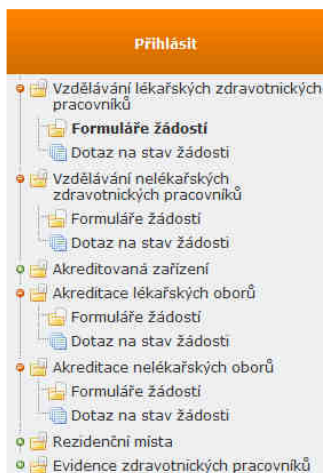 Přihlásit
Vzdělávání lékařských zdravotnických
pracovníků
Formuláře žádostí
Dotaz na stav žádosti
Vzdělávání nelékařských
zdravotnických pracovníků
Formuláře žádostí
Dotaz na stav žádosti
Akreditovaná zařízení
Akreditace lékařských oborů
Formuláře žádostí
Dotaz na stav žádosti
Akreditace nelékařských oborů
Formuláře žádostí
Dotaz na stav žádosti
Rezidenční místa
Evidence zdravotnických pracovníků